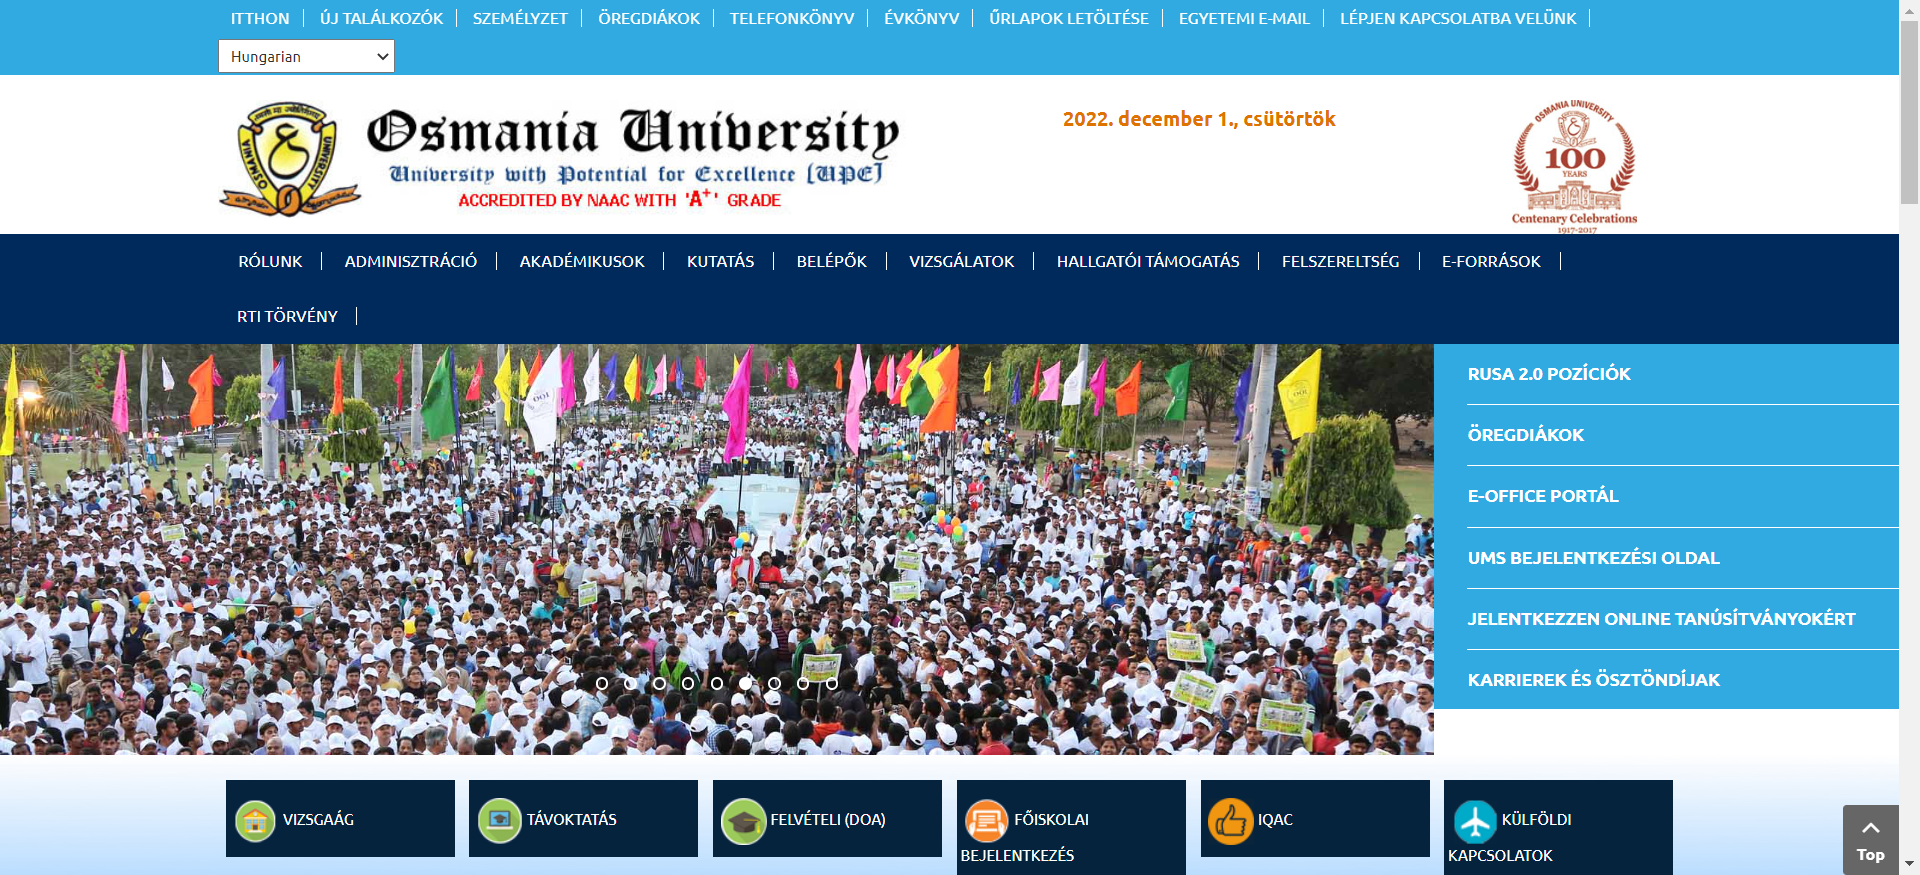 ITTHON ÚJ TALÁLKOZÓK SZEMÉLYZET ÖREGDIÁKOK TELEFONKÖNYV ÉVKÖNYV ŰRLAPOK LETÖLTÉSE EGYETEMI E-MAIL LÉPJEN KAPCSOLATBA VELÜNK
Hungarian
OSMANIA UNIVERSITY
Osmania University
University with Potential for Excellence [UPE]
ACCREDITED BY NAAC WITH 'A+' GRADE
2022. december 1., csütörtök
OSMANIA UNIVERSITY
100
YEARS
Centenary Celebrations
1917-2017
RÓLUNK ADMINISZTRÁCIÓ AKADÉMIKUSOK KUTATÁS BELÉPŐK VIZSGÁLATOK HALLGATÓI TÁMOGATÁS FELSZERELTSÉG E-FORRÁSOK
RTI TÖRVÉNY
RUSA 2.0 POZÍCIÓK
ÖREGDIÁKOK
E-OFFICE PORTÁL
UMS BEJELENTKEZÉSI OLDAL
JELENTKEZZEN ONLINE TANÚSÍTVÁNYOKÉRT
KARRIEREK ÉS ÖSZTÖNDÍJAK
VIZSGAÁG
TÁVOKTATÁS
FELVÉTELI (DOA)
FŐISKOLAI
BEJELENTKEZÉS
IQAC
KÜLFÖLDI
KAPCSOLATOK
Top